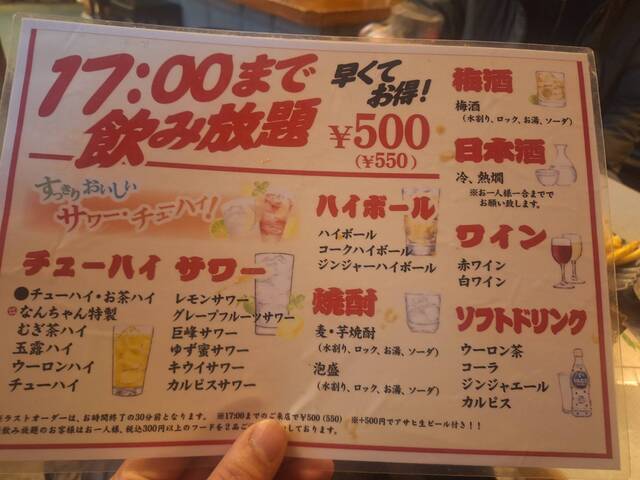 17:00まで
飲み放題
早くて
お得！
¥500
(¥550)
すっきりおいしい
サワー・チューハイ！
チューハイ
●チューハイ・お茶ハイ
なんちゃん特製
むぎ茶ハイ
玉露ハイ
ウーロンハイ
チューハイ
サワー
レモンサワー
グレープフルーツサワー
巨峰サワー
ゆず蜜サワー
キウイサワー
カルピスサワー
ハイボール
ハイボール
コークハイボール
ジンジャーハイボール
焼酎
麦・芋焼酎
（水割り、ロック、お湯、ソーダ）
泡盛
（水割り、ロック、お湯、ソーダ）
梅酒
梅酒
（水割り、ロック、お湯、ソーダ）
日本酒
冷、熱燗
※お一人様一合までで
お願い致します。
ワイン
赤ワイン
白ワイン
ソフトドリンク
ウーロン茶
コーラ
ジンジャエール
カルピス
ラストオーダーは、お時間終了の30分前となります。 ※17:00までのご来店で¥500 (550) ※+500円でアサヒ生ビール付き！！
飲み放題のお客様はお一人様、税込300円以上のフードを2品ご しております。